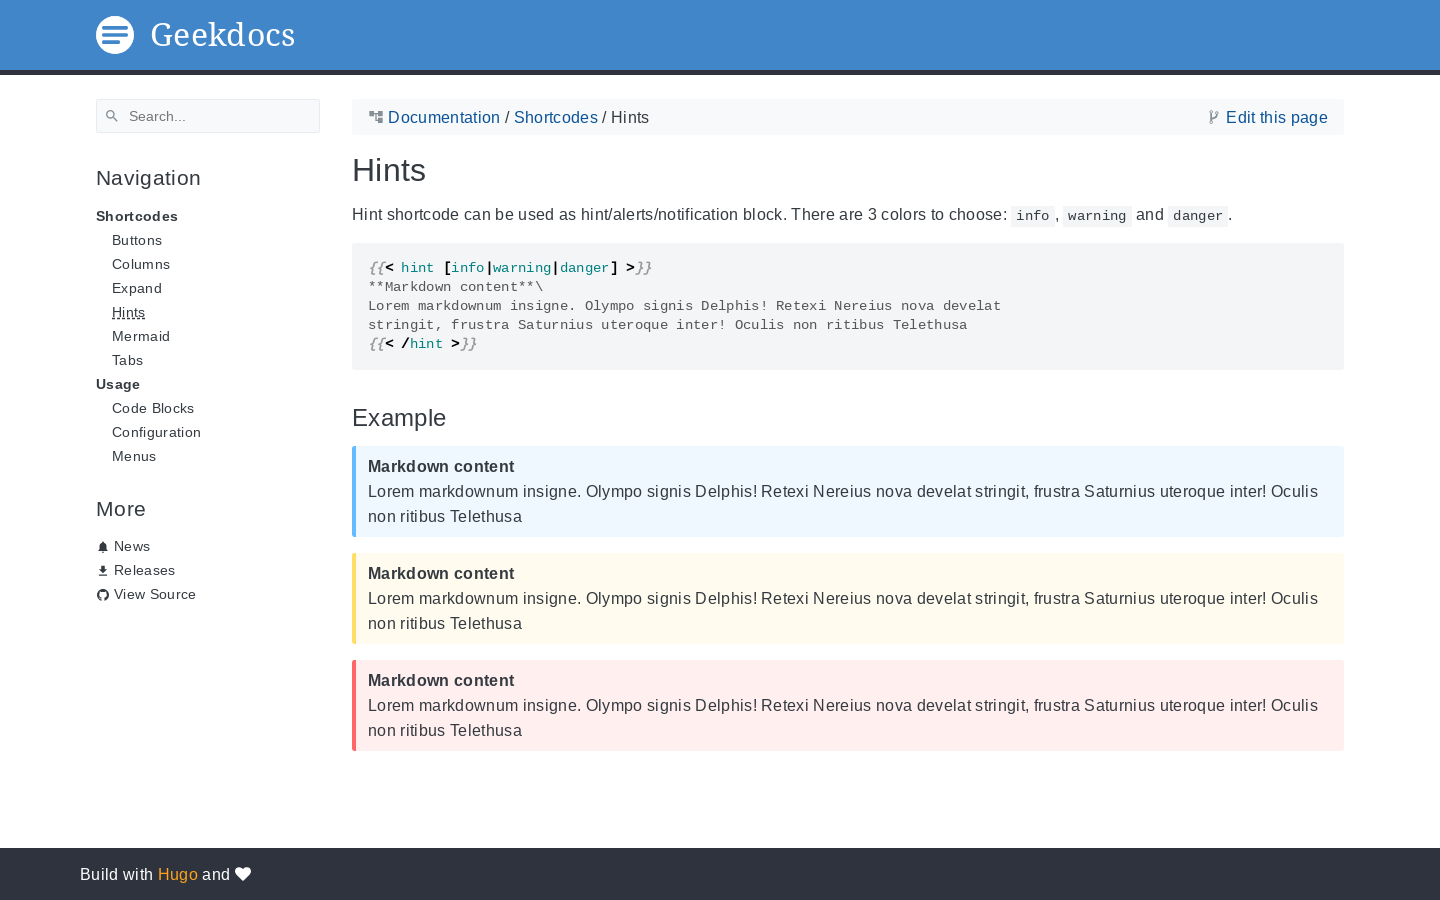 Geekdocs
Search...
Navigation
Shortcodes
Buttons
Columns
Expand
Hints
Mermaid
Tabs
Usage
Code Blocks
Configuration
Menus
More
News
Releases
View Source
Documentation / Shortcodes / Hints
Edit this page
Hints
Hint shortcode can be used as hint/alerts/notification block. There are 3 colors to choose: info, warning and danger.
{{< hint [info|warning|danger] >}}
**Markdown content**\
Lorem markdownum insigne. Olympo signis Delphis! Retexi Nereius nova develat
stringit, frustra Saturnius uteroque inter! Oculis non ritibus Telethusa
{{< /hint >}}
Example
Markdown content
Lorem markdownum insigne. Olympo signis Delphis! Retexi Nereius nova develat stringit, frustra Saturnius uteroque inter! Oculis
non ritibus Telethusa
Markdown content
Lorem markdownum insigne. Olympo signis Delphis! Retexi Nereius nova develat stringit, frustra Saturnius uteroque inter! Oculis
non ritibus Telethusa
Markdown content
Lorem markdownum insigne. Olympo signis Delphis! Retexi Nereius nova develat stringit, frustra Saturnius uteroque inter! Oculis
non ritibus Telethusa
Build with Hugo and